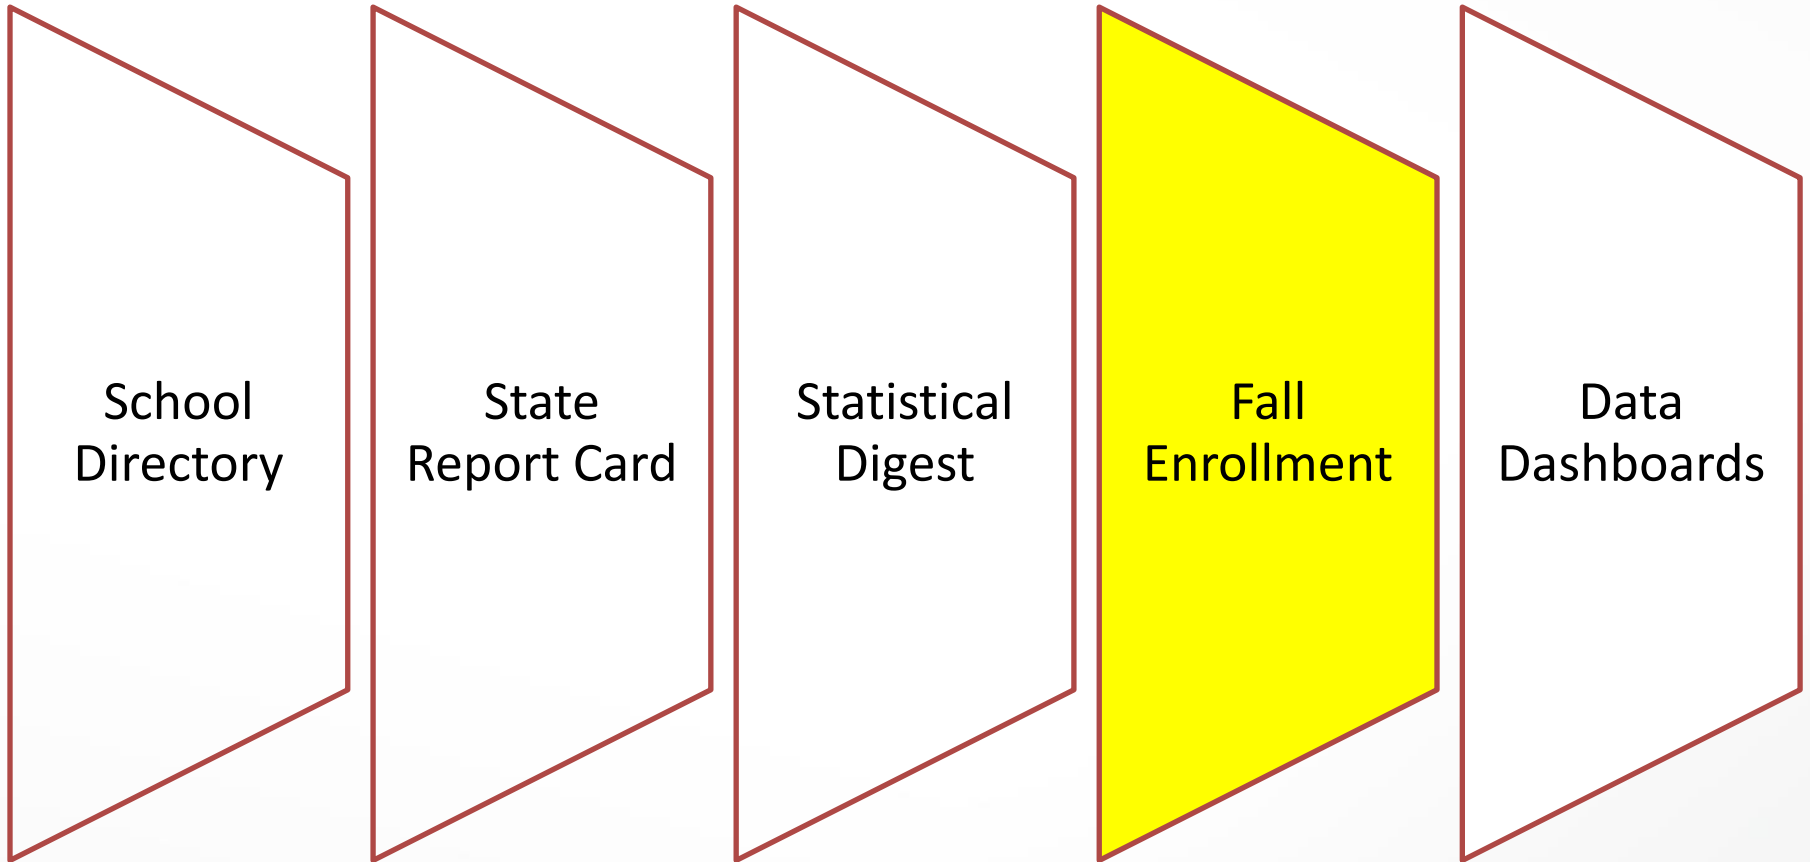 School
Directory
State
Report Card
Statistical
Digest
Fall
Enrollment
Data
Dashboards